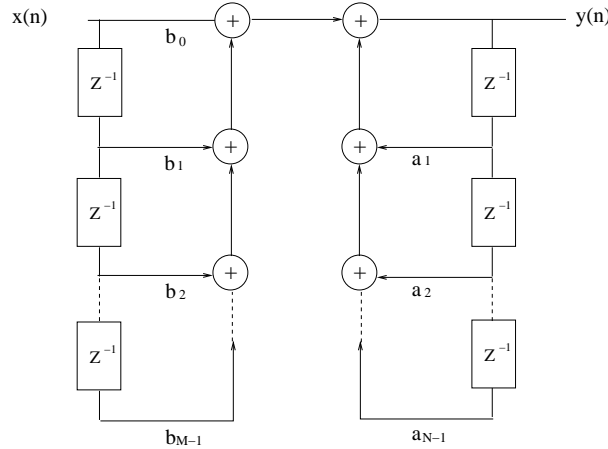 x(n) b0 + + y(n)
Z−1 Z−1
b1 + + a1
Z−1 Z−1
b2 + + a2
Z−1 Z−1
bM−1 aN−1